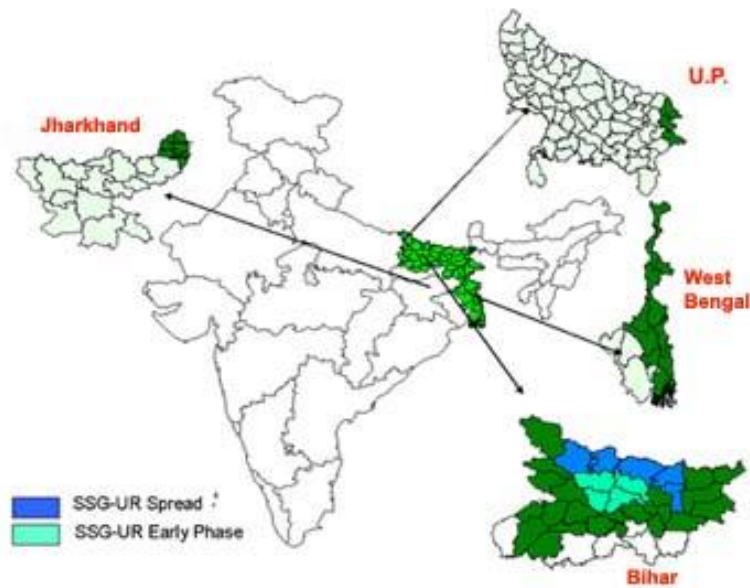 U.P.
Jharkhand
West
Bengal
SSG-UR Spread
SSG-UR Early Phase
Bihar